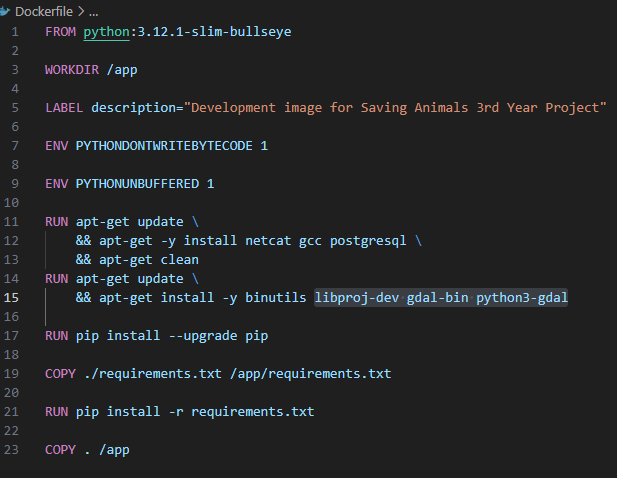 Dockerfile > ...
1 FROM python:3.12.1-slim-bullseye
2
3 WORKDIR /app
4
5 LABEL description="Development image for Saving Animals 3rd Year Project"
6
7 ENV PYTHONDONTWRITEBYTECODE 1
8
9 ENV PYTHONUNBUFFERED 1
10
11 RUN apt-get update \
12 && apt-get -y install netcat gcc postgresql \
13 && apt-get clean
14 RUN apt-get update \
15 && apt-get install -y binutils libproj-dev gdal-bin python3-gdal
16
17 RUN pip install --upgrade pip
18
19 COPY ./requirements.txt /app/requirements.txt
20
21 RUN pip install -r requirements.txt
22
23 COPY . /app